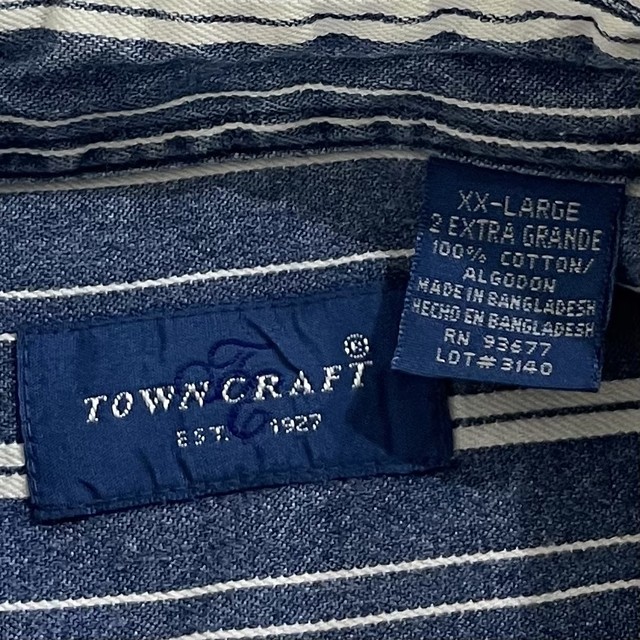 XX-LARGE
2 EXTRA GRANDE
100% COTTON/
ALGODON
MADE IN BANGLADESH
HECHO EN BANGLADESH
RN 93677
LOT#3140
TOWNCRAFT®
EST. 1927